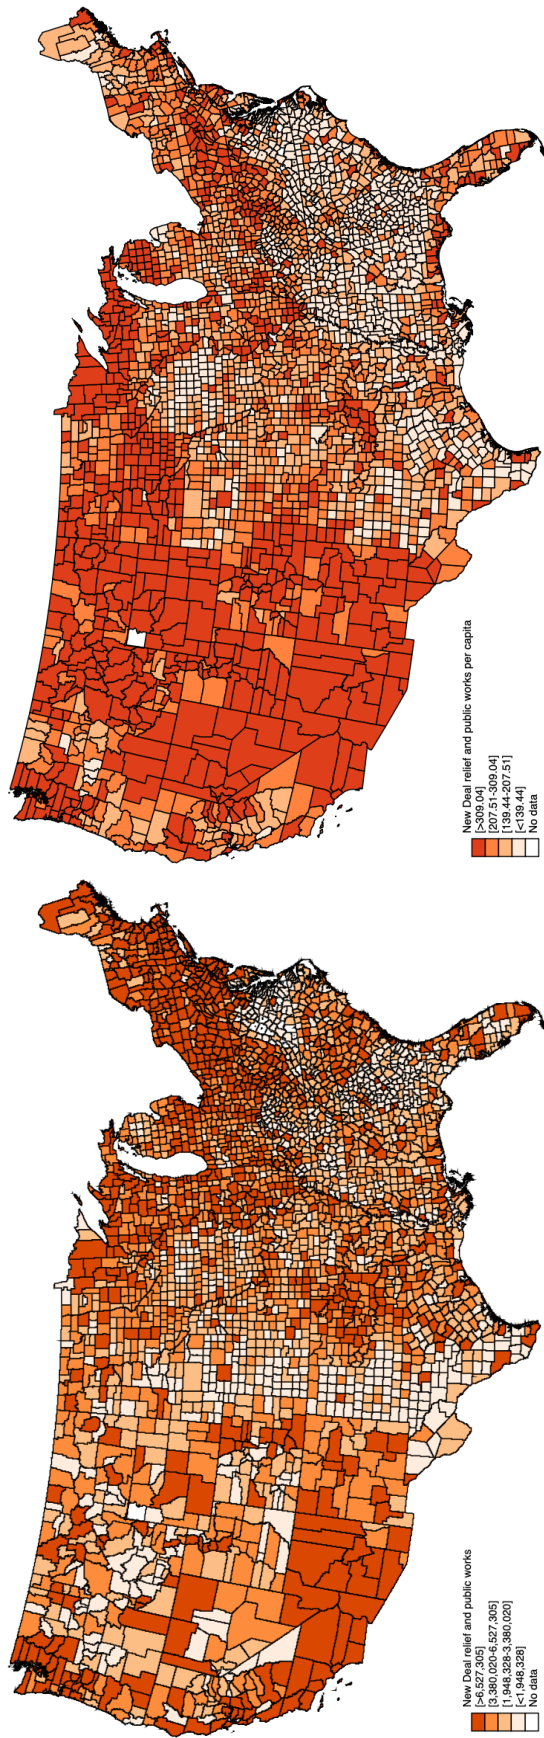 New Deal relief and public works per capita
[>309.04]
[207.51-309.04]
[139.44-207.51]
[<139.44]
No data
New Deal relief and public works
[>6,527,305]
[3,380,020-6,527,305]
[1,948,328-3,380,020]
[<1,948,328]
No data